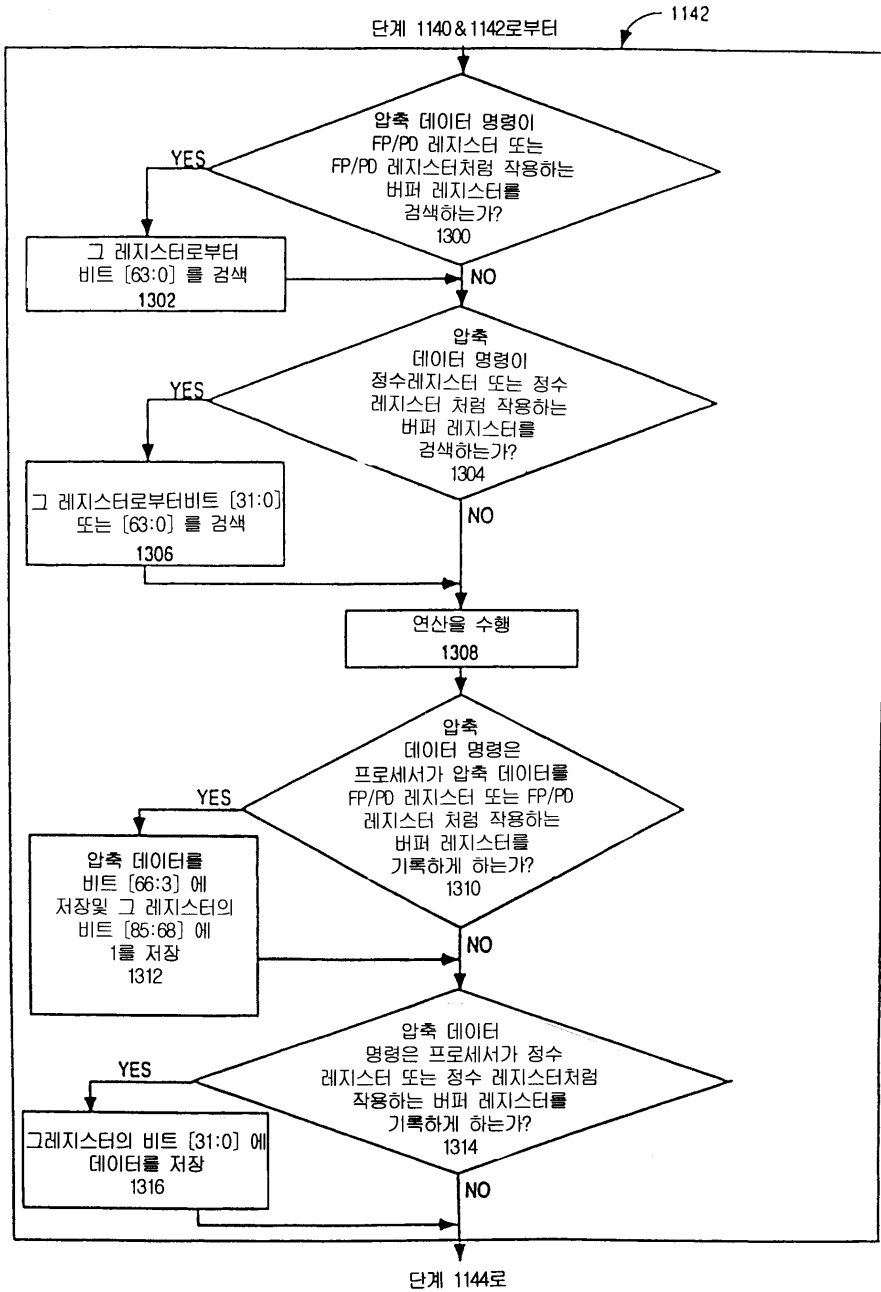 1142
단계 1140&1142로부터
압축 데이터 명령이
FP/PD 레지스터 또는
FP/PD 레지스터처럼 작용하는
버퍼 레지스터를
검색하는가?
1300
YES
그 레지스터로부터
비트 [63:0] 를 검색
1302
NO
압축
데이터 명령이
정수레지스터 또는 정수
레지스터 처럼 작용하는
버퍼 레지스터를
검색하는가?
1304
YES
그 레지스터로부터비트 [31:0]
또는 [63:0] 를 검색
1306
NO
연산을 수행
1308
압축
데이터 명령은
프로세서가 압축 데이터를
FP/PD 레지스터 또는 FP/PD
레지스터 처럼 작용하는
버퍼 레지스터를
기록하게 하는가?
1310
YES
압축 데이터를
비트 [66:3] 에
저장및 그 레지스터의
비트 [85:68] 에
1를 저장
1312
NO
압축 데이터
명령은 프로세서가 정수
레지스터 또는 정수 레지스터처럼
작용하는 버퍼 레지스터를
기록하게 하는가?
1314
YES
그레지스터의 비트 [31:0] 에
데이터를 저장
1316
NO
단계 1144로